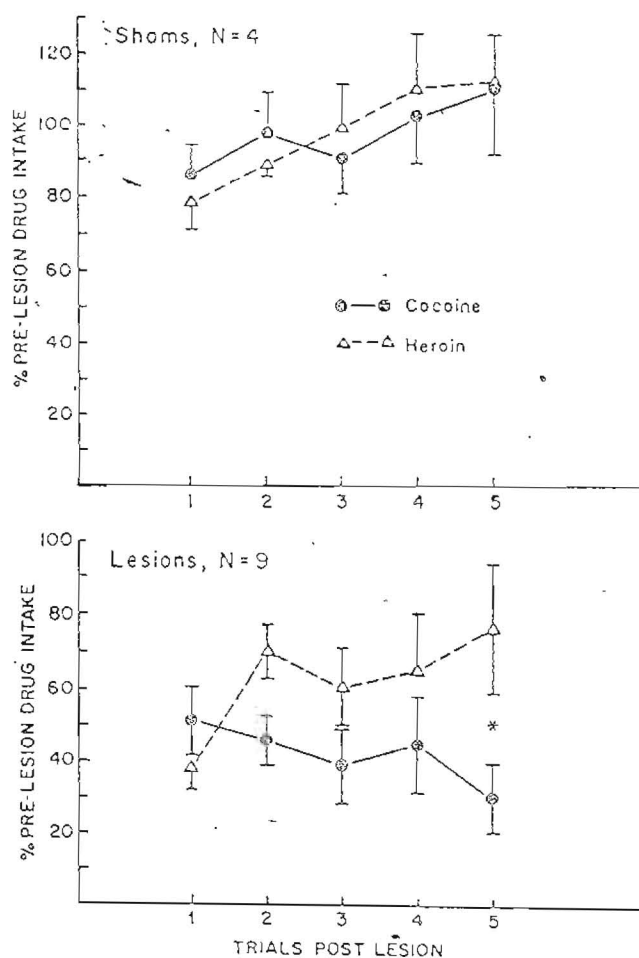 Shams, N=4
120
100
80
60
40
20
% PRE-LESION DRUG INTAKE
Cocaine
Heroin
1 2 3 4 5
Lesions, N=9
100
80
60
40
20
% PRE-LESION DRUG INTAKE
*
1 2 3 4 5
TRIALS POST LESION